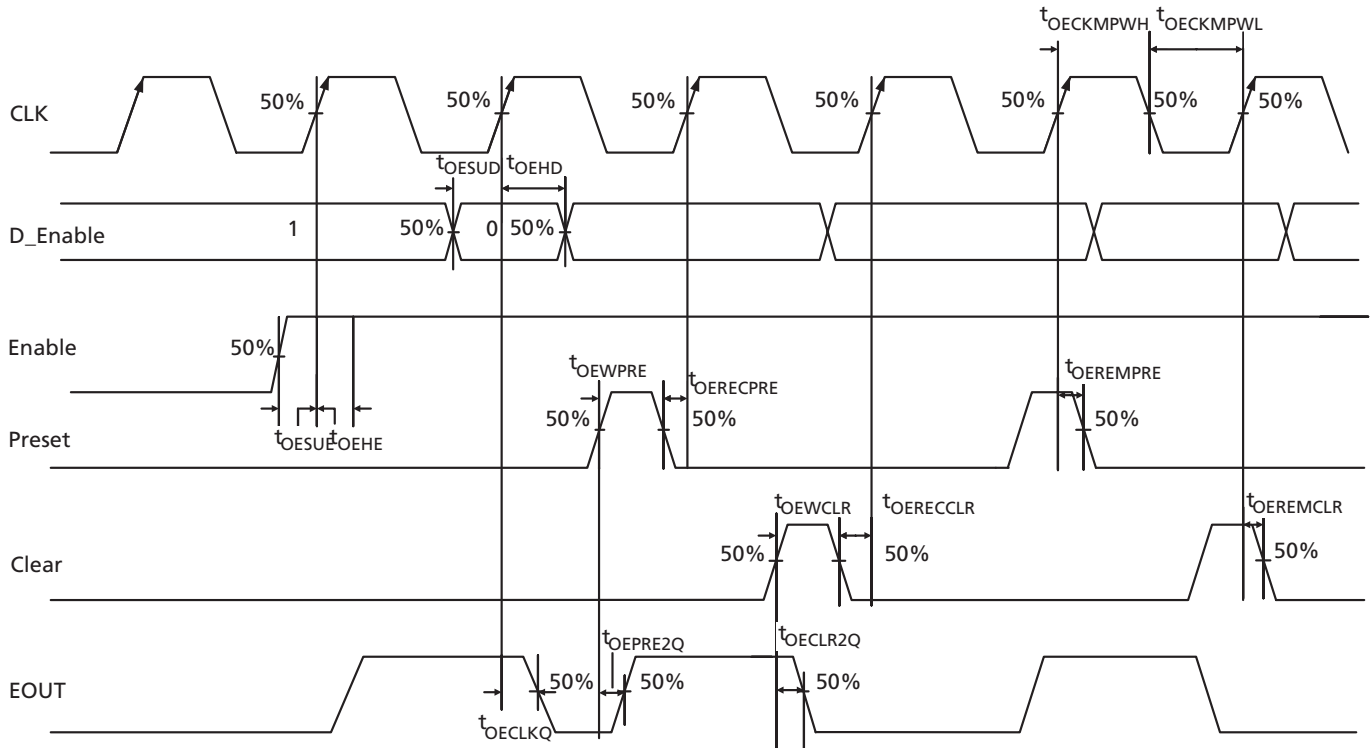 tOECKMPWH tOECKMPWL
CLK 50% 50% 50% 50% 50% 50% 50%
tOESUD tOEHD
D_Enable 1 50% 0 50%
Enable 50%
tOEWPRE tOERECPRE tOEREMPRE
Preset tOESUE tOEHE 50% 50% 50%
tOEWCLR tOERECCLR tOEREMCLR
Clear 50% 50% 50%
tOEPRE2Q tOECLR2Q
EOUT 50% 50% 50%
tOECLKQ